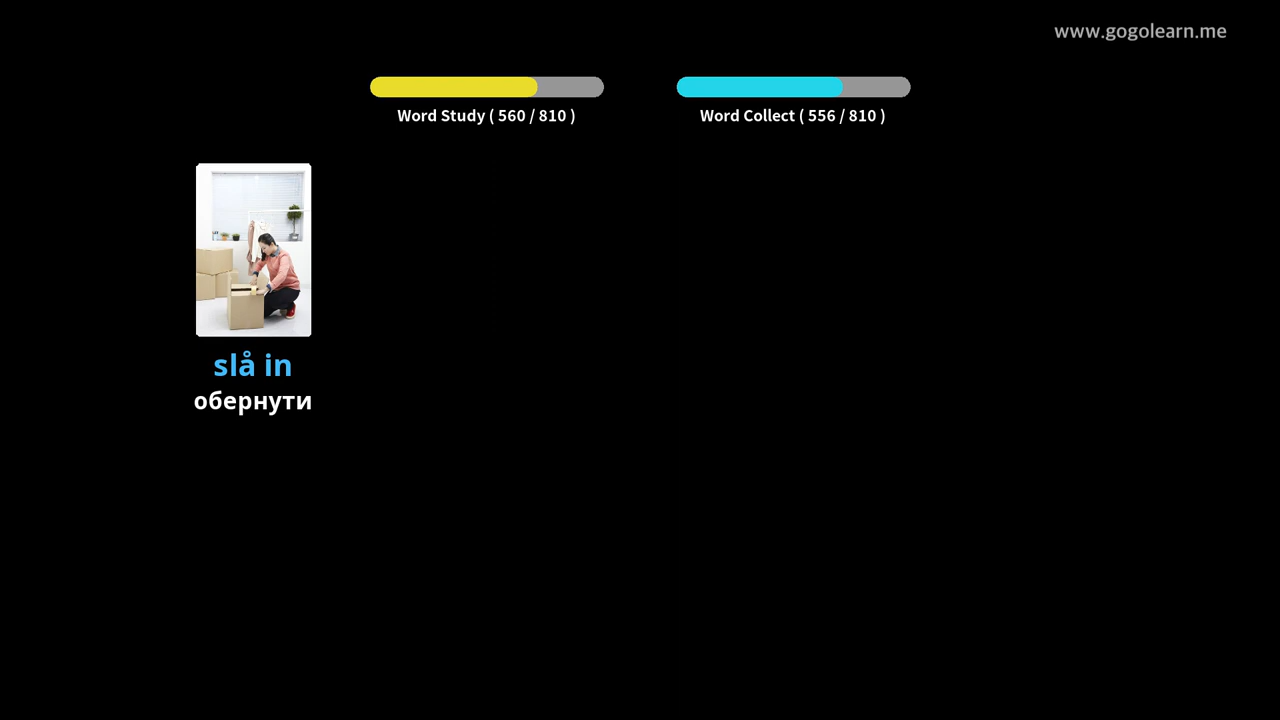 www.gogolearn.me
Word Study ( 560 / 810 )
Word Collect ( 556 / 810 )
slå in
обернути